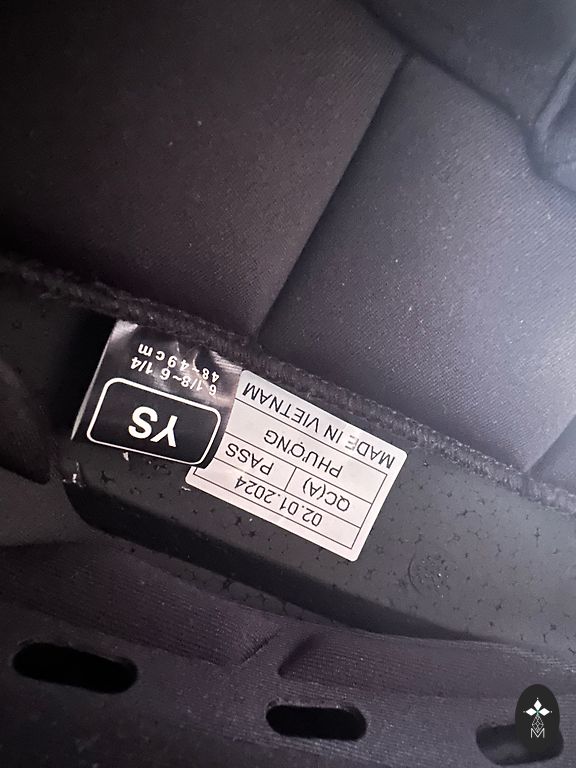 YS
6 1/8~6 1/4
48~49cm
02.01.2024
QC(A) PASS
PHƯỢNG
MADE IN VIETNAM
M